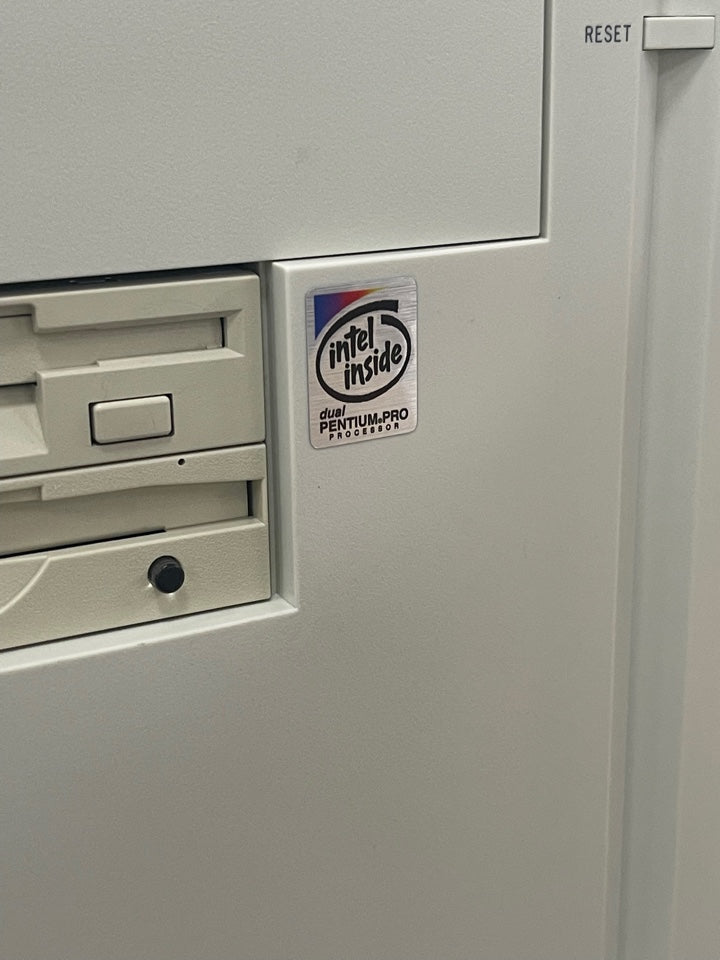 RESET
intel
inside
dual
PENTIUM®PRO
PROCESSOR